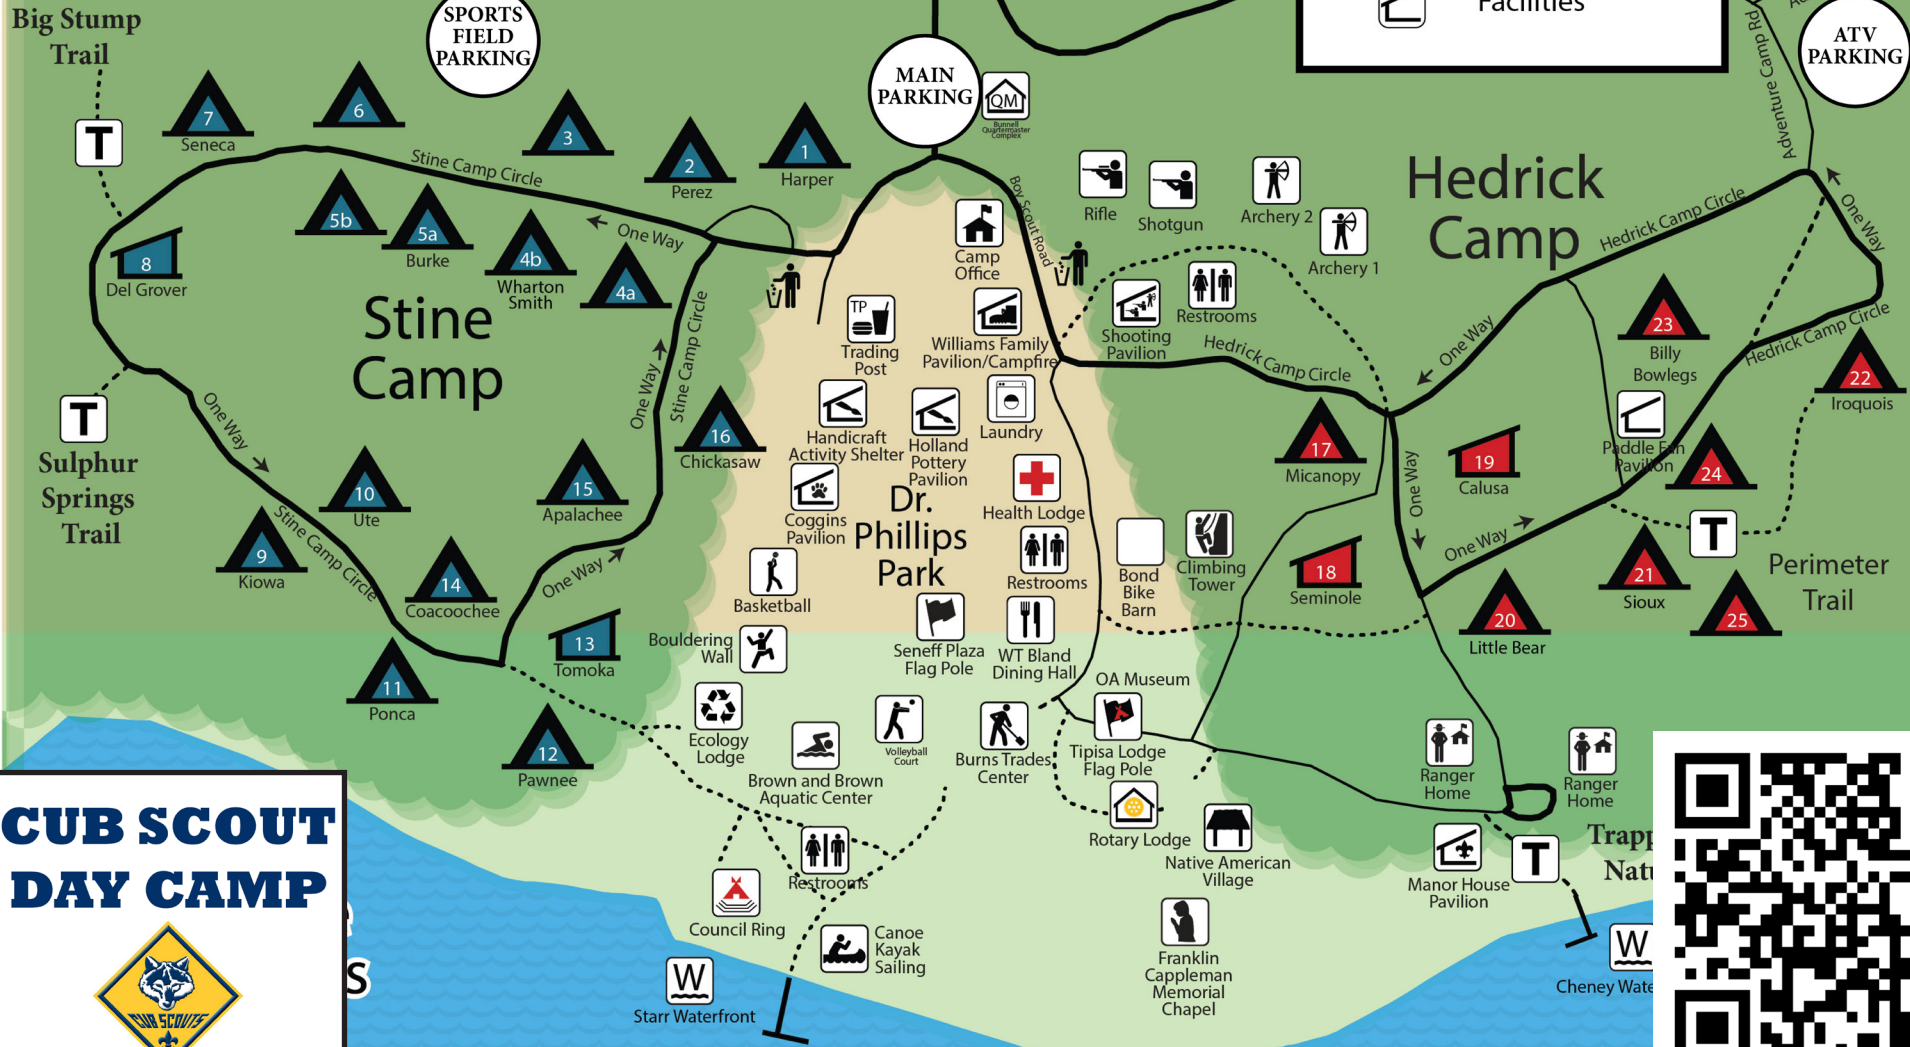 Big Stump
Trail
T
SPORTS
FIELD
PARKING
MAIN
PARKING
QM
Bunnell
Quartermaster
Complex
Facilities
Adventure Camp Rd
ATV
PARKING
7
Seneca
6
3
2
Perez
1
Harper
Stine Camp Circle
One Way
5b
5a
Burke
4b
Wharton
Smith
4a
8
Del Grover
Stine
Camp
Stine Camp Circle
One Way
T
Sulphur
Springs
Trail
One Way
Stine Camp Circle
10
Ute
9
Kiowa
15
Apalachee
16
Chickasaw
14
Coacoochee
One Way
13
Tomoka
11
Ponca
12
Pawnee
Boy Scout Road
Camp
Office
TP
Trading
Post
Williams Family
Pavilion/Campfire
Handicraft
Activity Shelter
Holland
Pottery
Pavilion
Laundry
Coggins
Pavilion
Dr.
Phillips
Park
Health Lodge
Restrooms
Basketball
Bouldering
Wall
Seneff Plaza
Flag Pole
WT Bland
Dining Hall
Bond
Bike
Barn
Climbing
Tower
Rifle
Shotgun
Archery 2
Archery 1
Shooting
Pavilion
Restrooms
Hedrick
Camp
Hedrick Camp Circle
Hedrick Camp Circle
One Way
One Way
Hedrick Camp Circle
23
Billy
Bowlegs
22
Iroquois
17
Micanopy
19
Calusa
Paddle Inn
Pavilion
24
One Way
One Way
T
18
Seminole
21
Sioux
20
Little Bear
25
Perimeter
Trail
Ecology
Lodge
Brown and Brown
Aquatic Center
Volleyball
Court
Burns Trades
Center
OA Museum
Tipisa Lodge
Flag Pole
Rotary Lodge
Native American
Village
Ranger
Home
Ranger
Home
Manor House
Pavilion
T
Restrooms
Council Ring
Canoe
Kayak
Sailing
Franklin
Cappleman
Memorial
Chapel
W
Starr Waterfront
W
CUB SCOUT
DAY CAMP
CUB SCOUTS